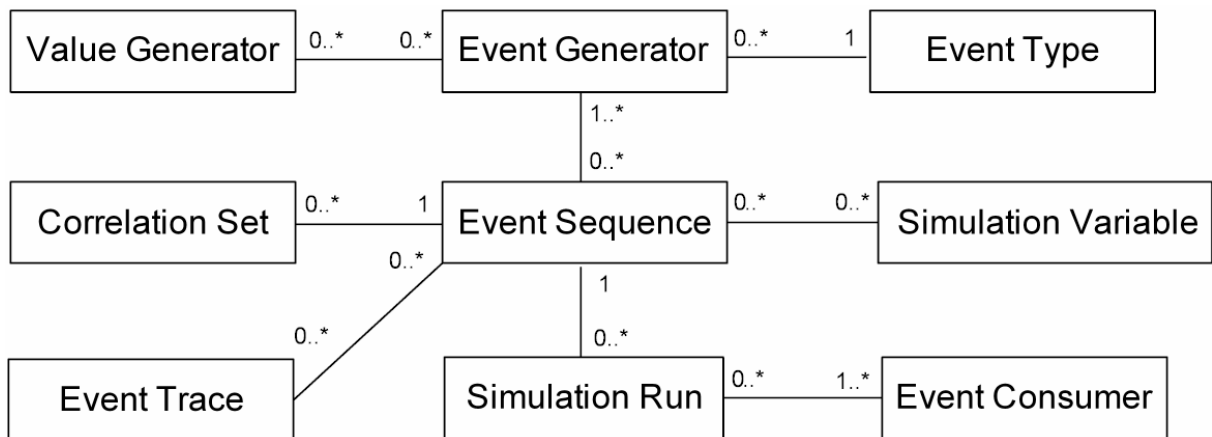 Value Generator 0..* 0..* Event Generator 0..* 1 Event Type
1..*
0..*
Correlation Set 0..* 1 Event Sequence 0..* 0..* Simulation Variable
0..*
1
0..*
0..*
Event Trace Simulation Run 0..* 1..* Event Consumer